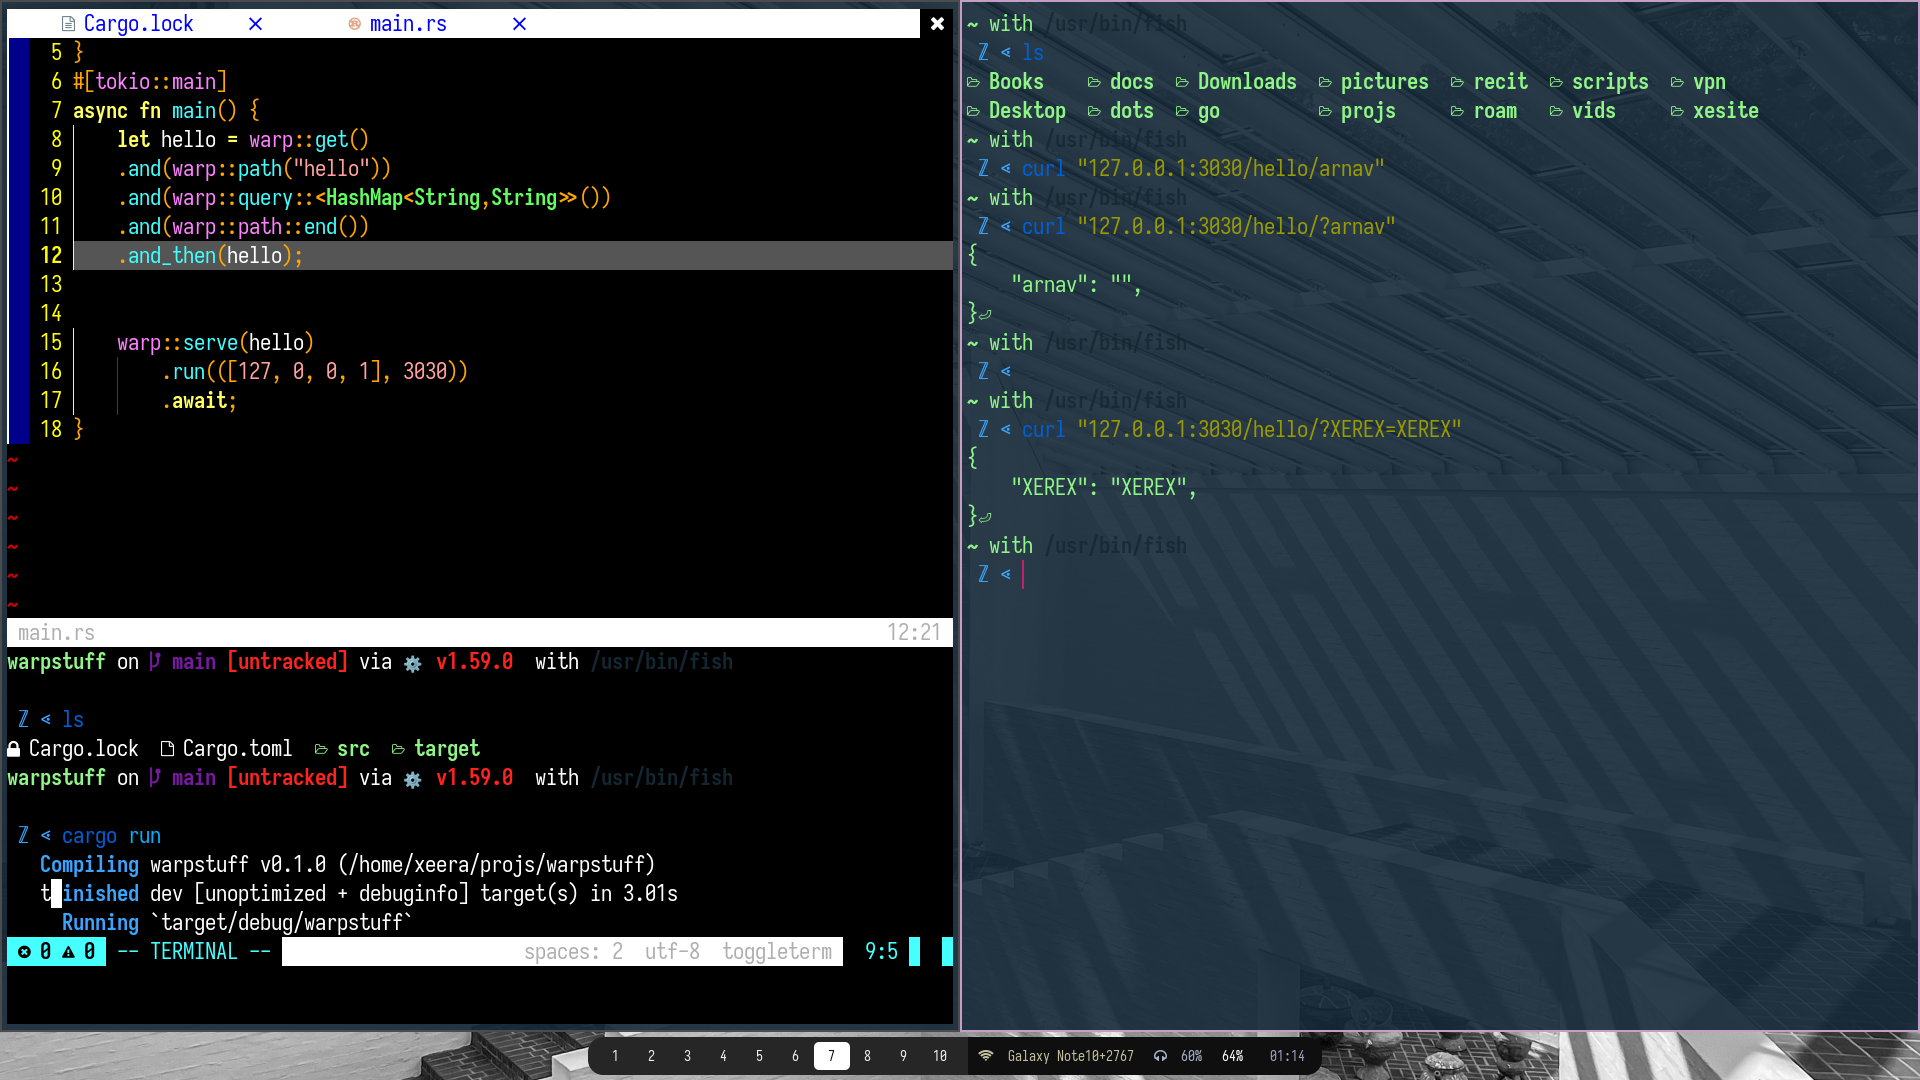 Cargo.lock × main.rs × ✖
5 }
6 #[tokio::main]
7 async fn main() {
8     let hello = warp::get()
9     .and(warp::path("hello"))
10     .and(warp::query::<HashMap<String,String>>())
11     .and(warp::path::end())
12     .and_then(hello);
13
14
15     warp::serve(hello)
16         .run(([127, 0, 0, 1], 3030))
17         .await;
18 }
~
~
~
~
~
~
main.rs 12:21
warpstuff on main [untracked] via v1.59.0 with /usr/bin/fish
ℤ < ls
Cargo.lock Cargo.toml src target
warpstuff on main [untracked] via v1.59.0 with /usr/bin/fish
ℤ < cargo run
Compiling warpstuff v0.1.0 (/home/xeera/projs/warpstuff)
t inished dev [unoptimized + debuginfo] target(s) in 3.01s
Running `target/debug/warpstuff`
0 0 -- TERMINAL -- spaces: 2 utf-8 toggleterm 9:5
~ with /usr/bin/fish
ℤ < ls
Books docs Downloads pictures recit scripts vpn
Desktop dots go projs roam vids xesite
~ with /usr/bin/fish
ℤ < curl "127.0.0.1:3030/hello/arnav"
~ with /usr/bin/fish
ℤ < curl "127.0.0.1:3030/hello/?arnav"
{
    "arnav": "",
}⏎
~ with /usr/bin/fish
ℤ <
~ with /usr/bin/fish
ℤ < curl "127.0.0.1:3030/hello/?XEREX=XEREX"
{
    "XEREX": "XEREX",
}⏎
~ with /usr/bin/fish
ℤ <
1 2 3 4 5 6 7 8 9 10 Galaxy Note10+2767 60% 64% 01:14